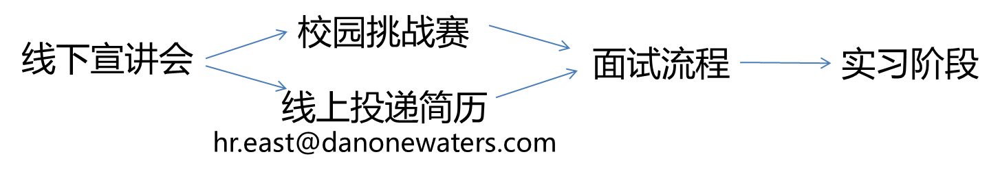 线下宣讲会
校园挑战赛
线上投递简历
hr.east@danonewaters.com
面试流程
实习阶段